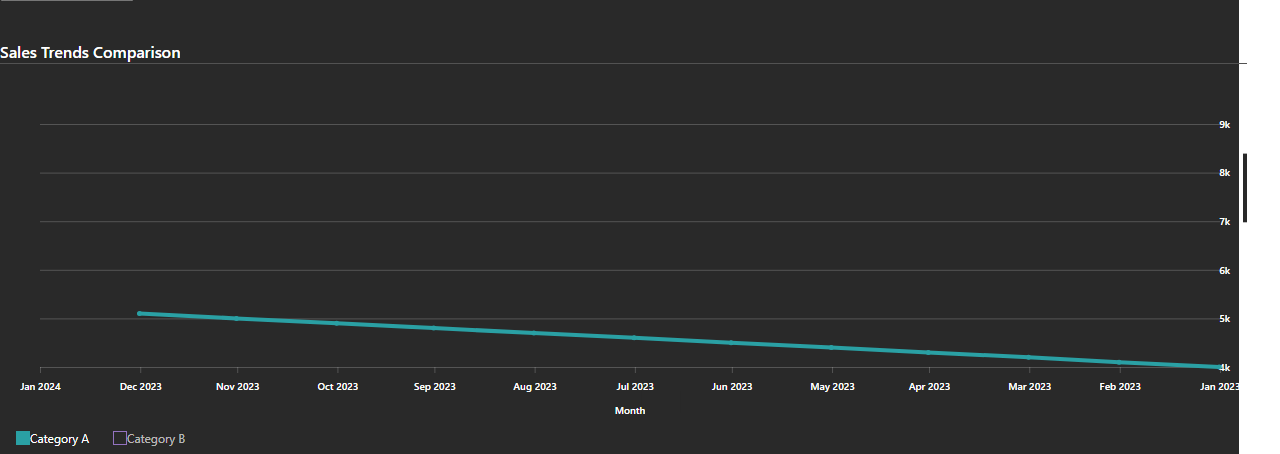 Sales Trends Comparison
9k
8k
7k
6k
5k
4k
Jan 2024 Dec 2023 Nov 2023 Oct 2023 Sep 2023 Aug 2023 Jul 2023 Jun 2023 May 2023 Apr 2023 Mar 2023 Feb 2023 Jan 2023
Month
Category A Category B